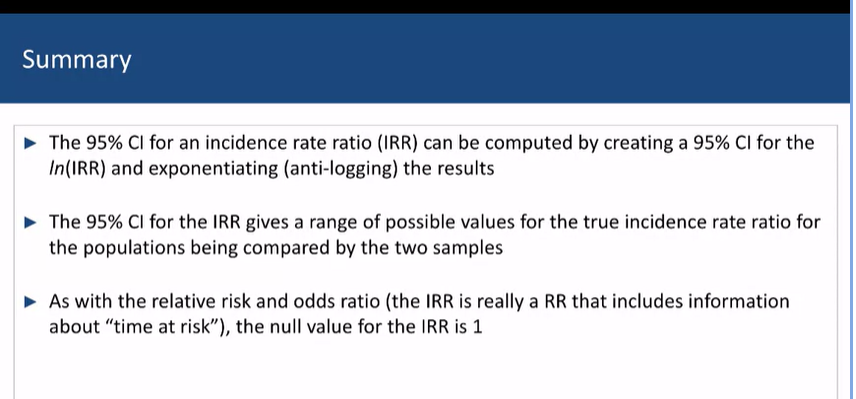 Summary
► The 95% CI for an incidence rate ratio (IRR) can be computed by creating a 95% CI for the
ln(IRR) and exponentiating (anti-logging) the results
► The 95% CI for the IRR gives a range of possible values for the true incidence rate ratio for
the populations being compared by the two samples
► As with the relative risk and odds ratio (the IRR is really a RR that includes information
about “time at risk”), the null value for the IRR is 1